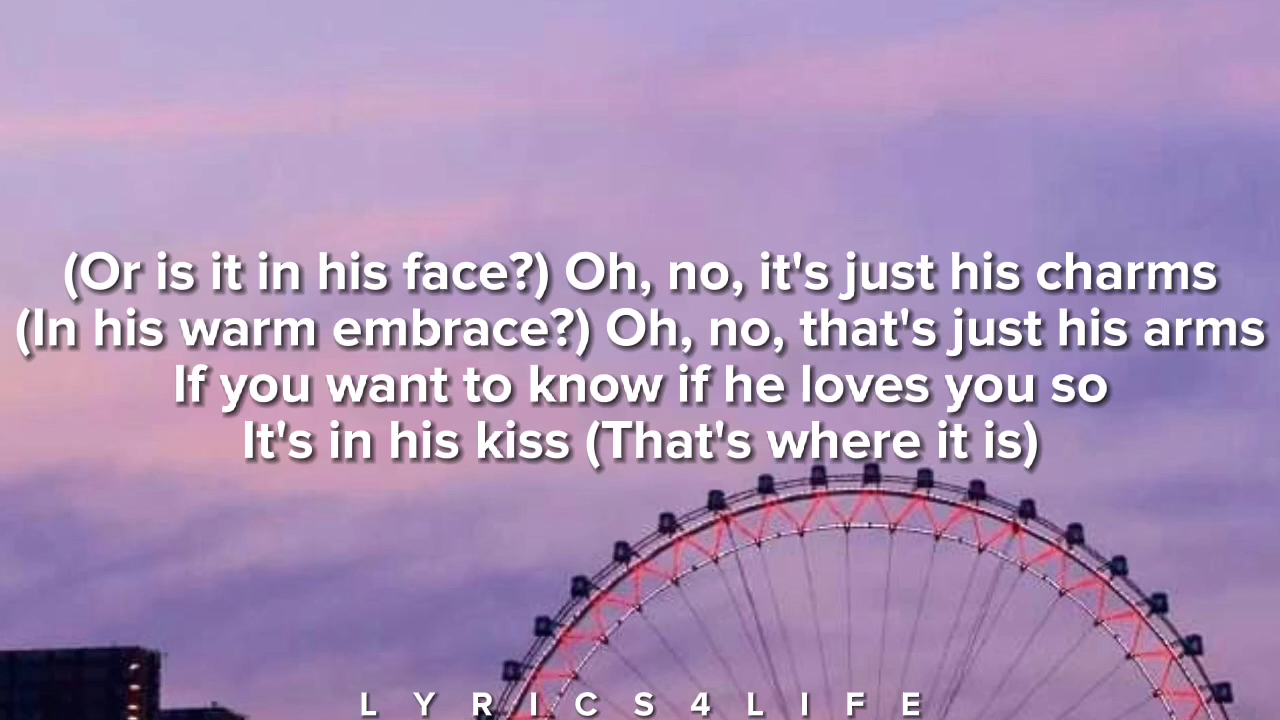 (Or is it in his face?) Oh, no, it's just his charms
(In his warm embrace?) Oh, no, that's just his arms
If you want to know if he loves you so
It's in his kiss (That's where it is)
LYRICS4LIFE